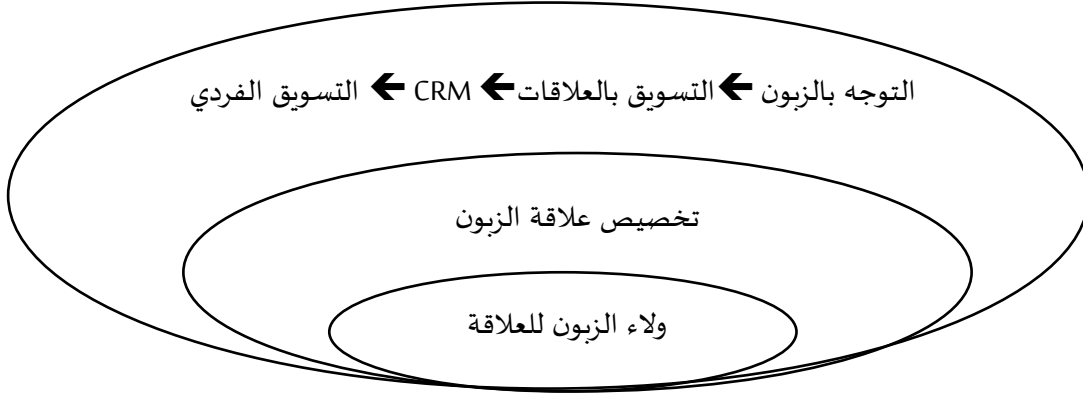 التوجه بالزبون 🡸 التسويق بالعلاقات 🡸 CRM 🡸 التسويق الفردي
تخصيص علاقة الزبون
ولاء الزبون للعلاقة